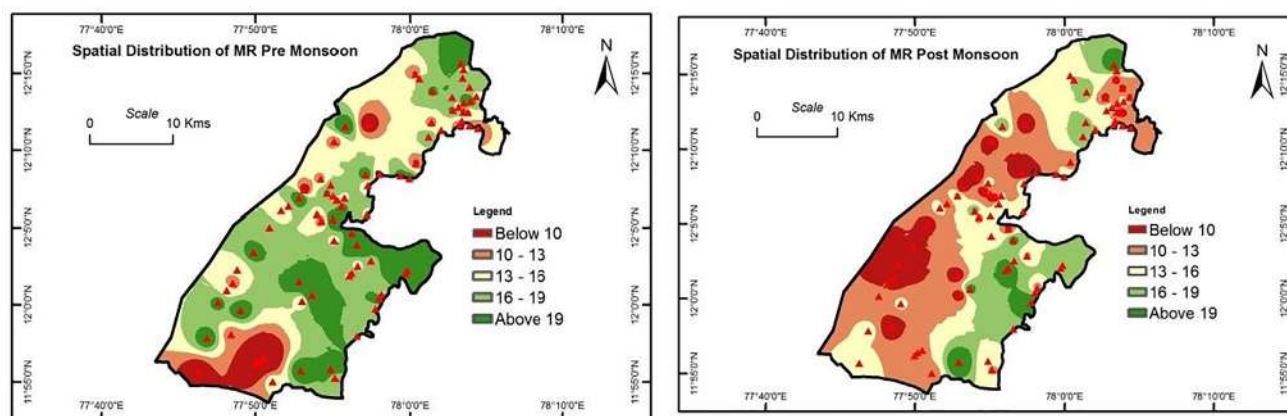 77°40'0"E 77°50'0"E 78°0'0"E 78°10'0"E
Spatial Distribution of MR Pre Monsoon
N
Scale
0 10 Kms
12°15'0"N
12°10'0"N
12°5'0"N
12°0'0"N
11°55'0"N
12°15'0"N
12°10'0"N
12°5'0"N
12°0'0"N
11°55'0"N
Legend
Below 10
10 - 13
13 - 16
16 - 19
Above 19
77°40'0"E 77°50'0"E 78°0'0"E 78°10'0"E
77°40'0"E 77°50'0"E 78°0'0"E 78°10'0"E
Spatial Distribution of MR Post Monsoon
N
Scale
0 10 Kms
12°15'0"N
12°10'0"N
12°5'0"N
12°0'0"N
11°55'0"N
12°15'0"N
12°10'0"N
12°5'0"N
12°0'0"N
11°55'0"N
Legend
Below 10
10 - 13
13 - 16
16 - 19
Above 19
77°40'0"E 77°50'0"E 78°0'0"E 78°10'0"E